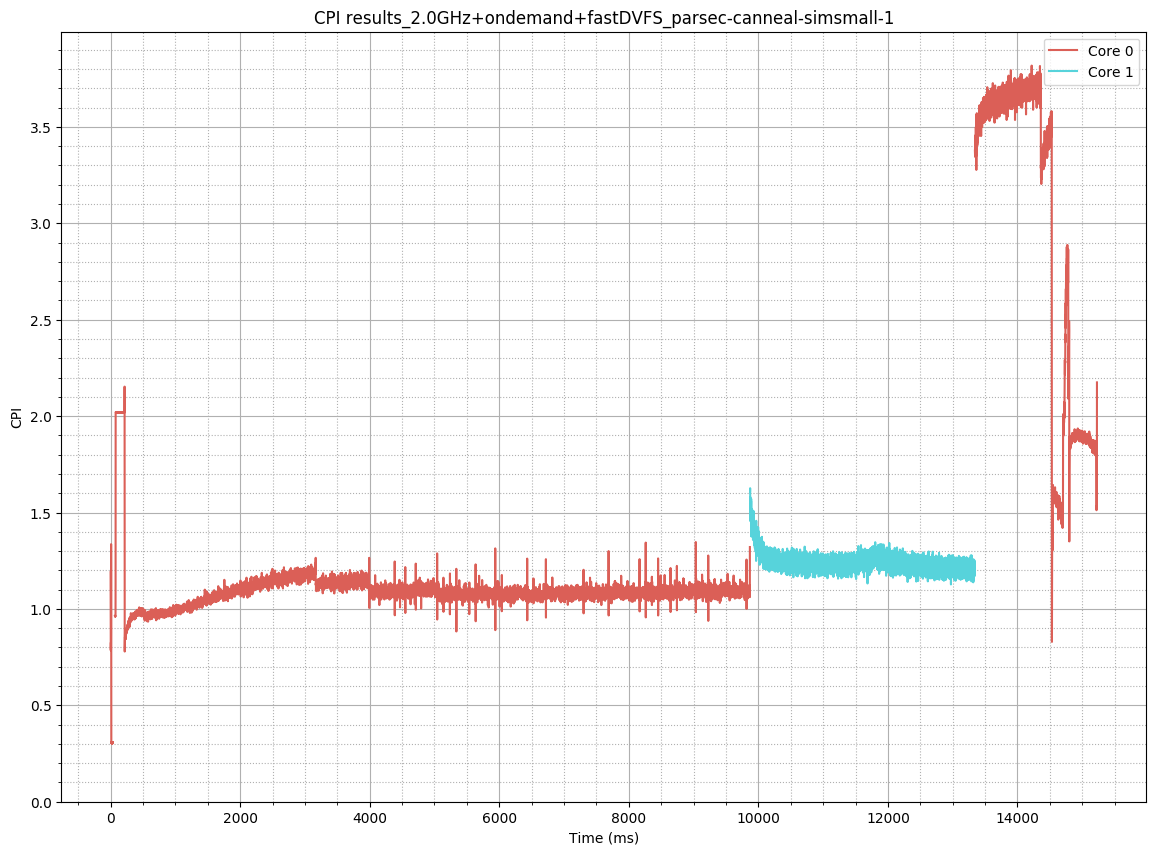 CPI results_2.0GHz+ondemand+fastDVFS_parsec-canneal-simsmall-1
Core 0
Core 1
CPI
3.5
3.0
2.5
2.0
1.5
1.0
0.5
0.0
0 2000 4000 6000 8000 10000 12000 14000
Time (ms)